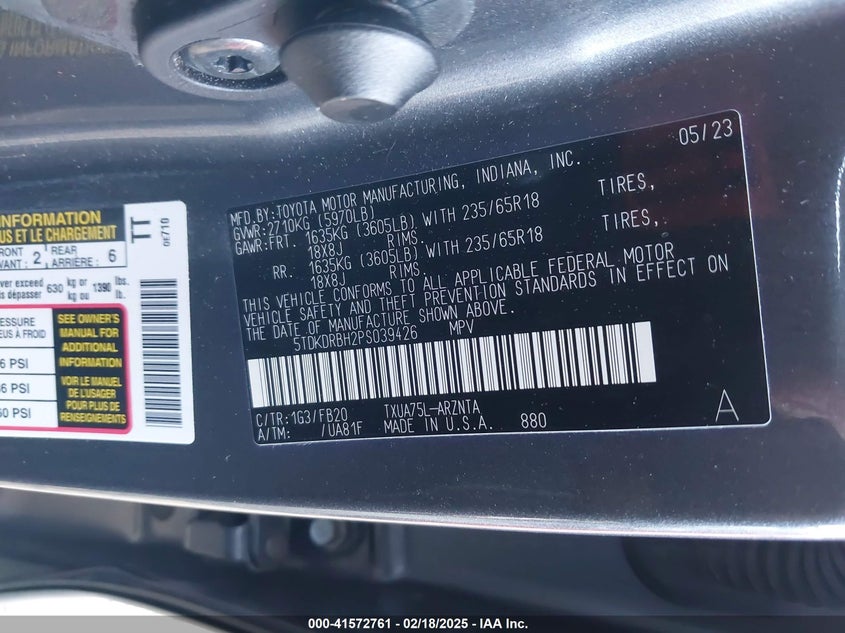 INFORMATION
US ET LE CHARGEMENT
TT
0E710
FRONT
VANT : 2
REAR
ARRIÈRE : 6
ver exceed
dépasser
630
kg or
kg ou
1390
lbs.
lb.
RESSURE
EUS À FROID
6 PSI
36 PSI
60 PSI
SEE OWNER'S
MANUAL FOR
ADDITIONAL
INFORMATION
VOIR LE MANUEL
DE L'USAGER
POUR PLUS DE
RENSEIGNEMENTS
05/23
MFD.BY:TOYOTA MOTOR MANUFACTURING, INDIANA, INC.
GVWR:2710KG (5970LB)
GAWR:FRT. 1635KG (3605LB) WITH 235/65R18 TIRES,
18X8J RIMS.
RR. 1635KG (3605LB) WITH 235/65R18 TIRES,
18X8J RIMS.
THIS VEHICLE CONFORMS TO ALL APPLICABLE FEDERAL MOTOR
VEHICLE SAFETY AND THEFT PREVENTION STANDARDS IN EFFECT ON
THE DATE OF MANUFACTURE SHOWN ABOVE.
5TDKDRBH2PS039426 MPV
C/TR:1G3/FB20 TXUA75L-ARZNTA
A/TM: /UA81F MADE IN U.S.A. 880
A
000-41572761 - 02/18/2025 - IAA Inc.